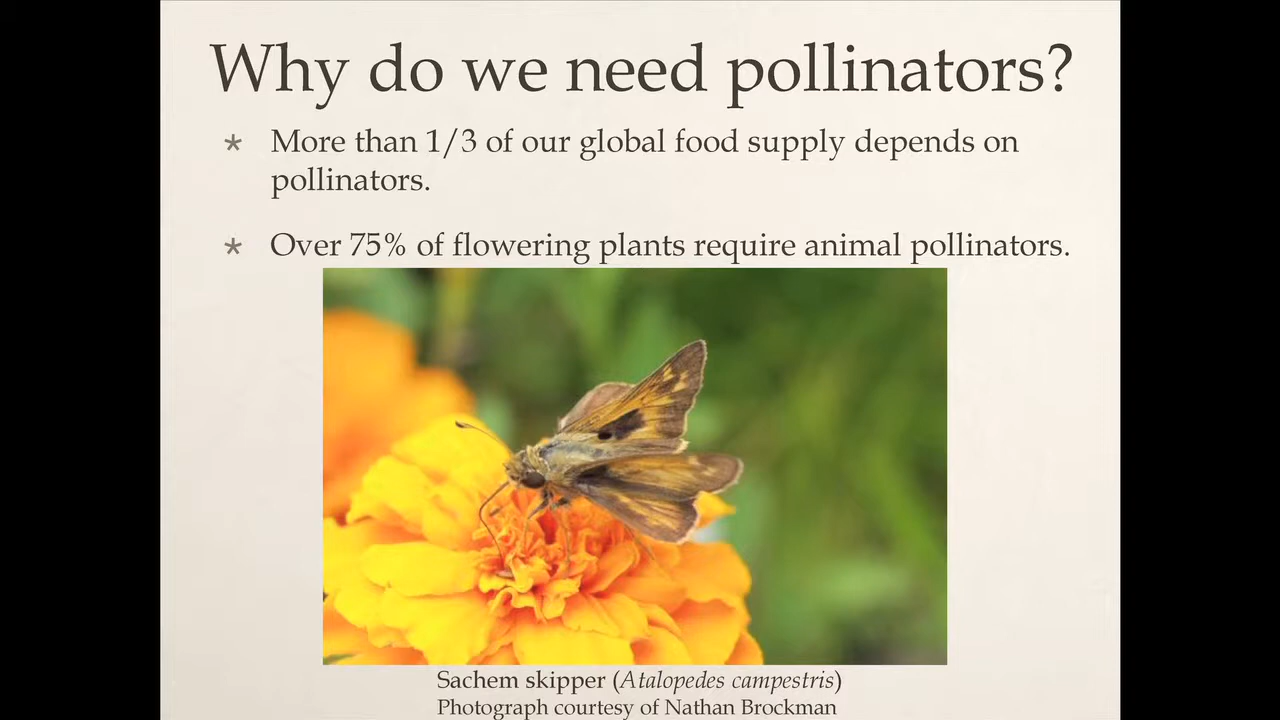 Why do we need pollinators?
* More than 1/3 of our global food supply depends on
pollinators.
* Over 75% of flowering plants require animal pollinators.
Sachem skipper (Atalopedes campestris)
Photograph courtesy of Nathan Brockman